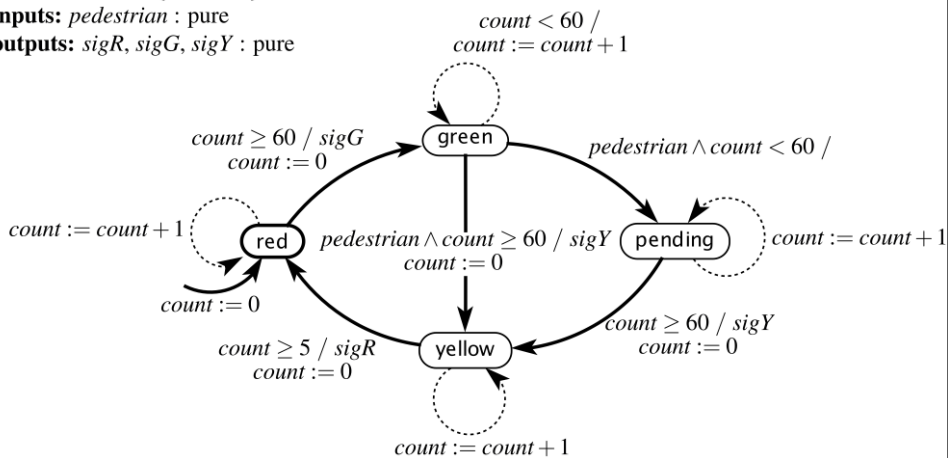 inputs: pedestrian : pure
outputs: sigR, sigG, sigY : pure
count < 60 /
count := count + 1
green
count ≥ 60 / sigG
count := 0
pedestrian ∧ count < 60 /
count := count + 1
red
pedestrian ∧ count ≥ 60 / sigY
count := 0
pending
count := count + 1
count := 0
count ≥ 60 / sigY
count := 0
count ≥ 5 / sigR
count := 0
yellow
count := count + 1